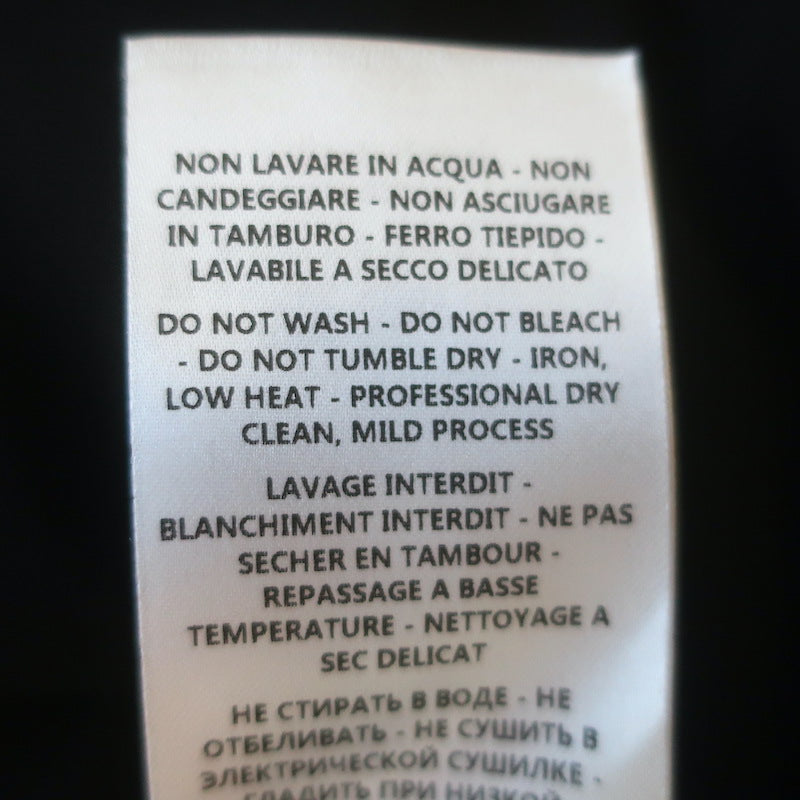 NON LAVARE IN ACQUA - NON
CANDEGGIARE - NON ASCIUGARE
IN TAMBURO - FERRO TIEPIDO -
LAVABILE A SECCO DELICATO
DO NOT WASH - DO NOT BLEACH
- DO NOT TUMBLE DRY - IRON,
LOW HEAT - PROFESSIONAL DRY
CLEAN, MILD PROCESS
LAVAGE INTERDIT -
BLANCHIMENT INTERDIT - NE PAS
SECHER EN TAMBOUR -
REPASSAGE A BASSE
TEMPERATURE - NETTOYAGE A
SEC DELICAT
НЕ СТИРАТЬ В ВОДЕ - НЕ
ОТБЕЛИВАТЬ - НЕ СУШИТЬ В
ЭЛЕКТРИЧЕСКОЙ СУШИЛКЕ -
ГЛАДИТЬ ПРИ НИЗКОЙ